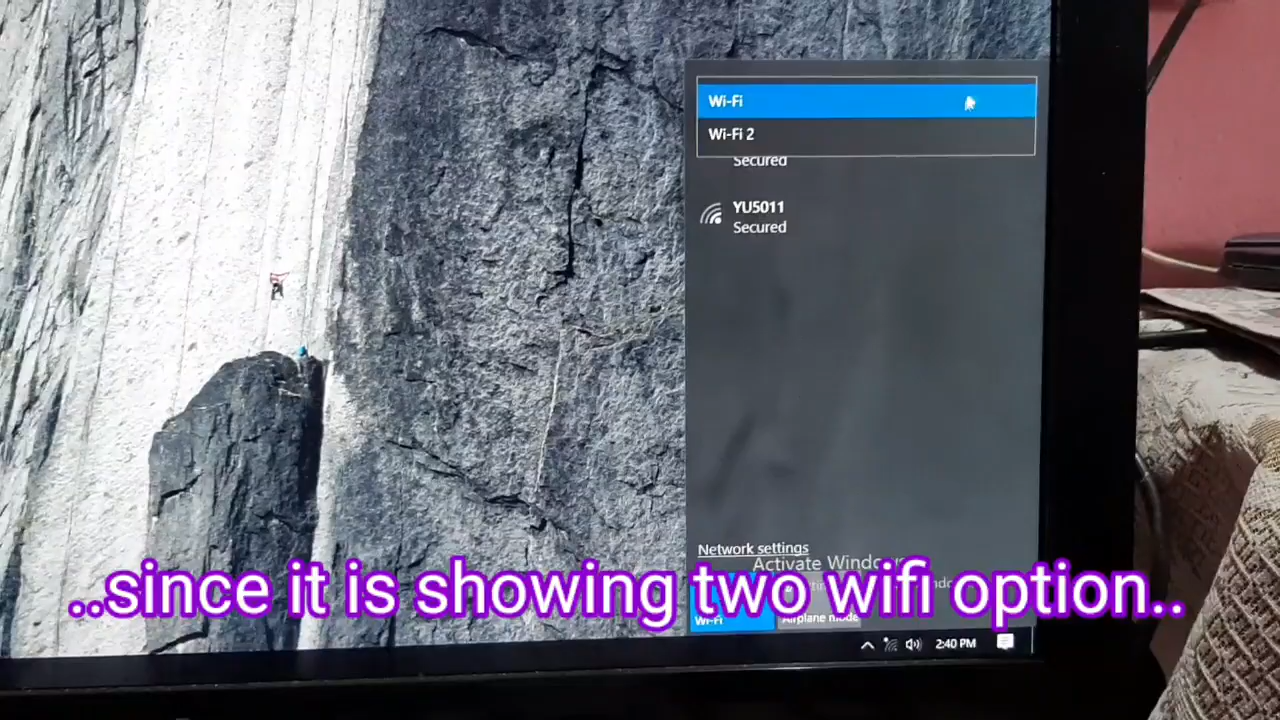 Wi-Fi
Wi-Fi 2
Secured
YU5011
Secured
Network settings
Activate Windows
..since it is showing two wifi option..
Wi-Fi
Airplane mode
2:40 PM